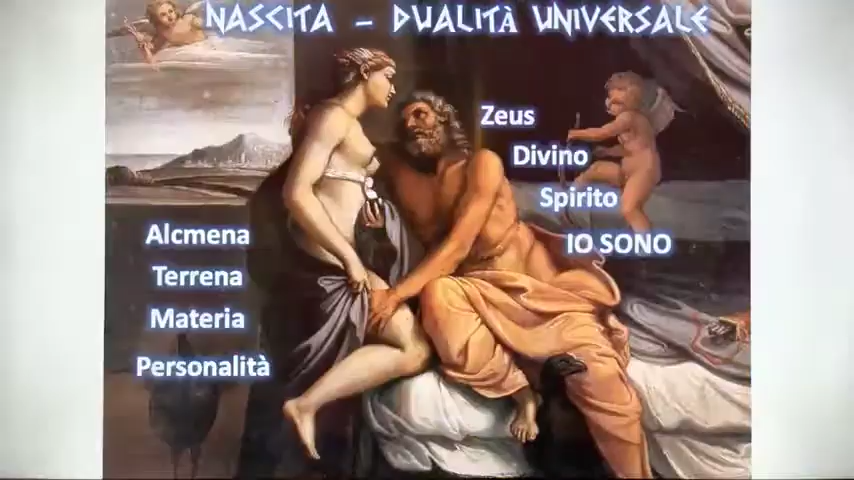 NASCITA – DUALITÀ UNIVERSALE
Zeus
Divino
Spirito
IO SONO
Alcmena
Terrena
Materia
Personalità